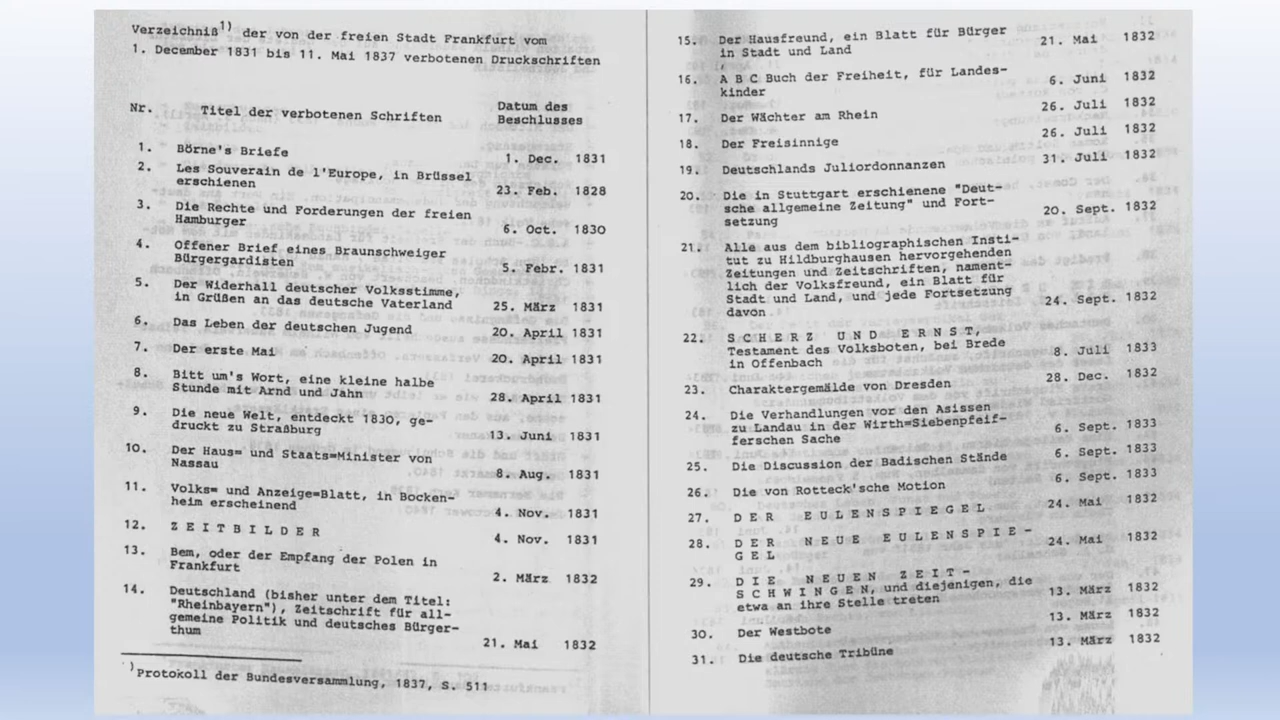 Verzeichniß1) der von der freien Stadt Frankfurt vom
1. December 1831 bis 11. Mai 1837 verbotenen Druckschriften
Nr. Titel der verbotenen Schriften Datum des Beschlusses
1. Börne's Briefe 1. Dec. 1831
2. Les Souverain de l'Europe, in Brüssel
erschienen 23. Feb. 1828
3. Die Rechte und Forderungen der freien
Hamburger 6. Oct. 1830
4. Offener Brief eines Braunschweiger
Bürgergardisten 5. Febr. 1831
5. Der Widerhall deutscher Volksstimme,
in Grüßen an das deutsche Vaterland 25. März 1831
6. Das Leben der deutschen Jugend 20. April 1831
7. Der erste Mai 20. April 1831
8. Bitt um's Wort, eine kleine halbe
Stunde mit Arnd und Jahn 28. April 1831
9. Die neue Welt, entdeckt 1830, ge-
druckt zu Straßburg 13. Juni 1831
10. Der Haus= und Staats=Minister von
Nassau 8. Aug. 1831
11. Volks= und Anzeige=Blatt, in Bocken-
heim erscheinend 4. Nov. 1831
12. Z E I T B I L D E R 4. Nov. 1831
13. Bem, oder der Empfang der Polen in
Frankfurt 2. März 1832
14. Deutschland (bisher unter dem Titel:
"Rheinbayern"), Zeitschrift für all-
gemeine Politik und deutsches Bürger-
thum 21. Mai 1832
1)Protokoll der Bundesversammlung, 1837, S. 511
15. Der Hausfreund, ein Blatt für Bürger
in Stadt und Land 21. Mai 1832
16. A B C Buch der Freiheit, für Landes-
kinder 6. Juni 1832
17. Der Wächter am Rhein 26. Juli 1832
18. Der Freisinnige 26. Juli 1832
19. Deutschlands Juliordonnanzen 31. Juli 1832
20. Die in Stuttgart erschienene "Deut-
sche allgemeine Zeitung" und Fort-
setzung 20. Sept. 1832
21. Alle aus dem bibliographischen Insti-
tut zu Hildburghausen hervorgehenden
Zeitungen und Zeitschriften, nament-
lich der Volksfreund, ein Blatt für
Stadt und Land, und jede Fortsetzung
davon 24. Sept. 1832
22. S C H E R Z U N D E R N S T,
Testament des Volksboten, bei Brede
in Offenbach 8. Juli 1833
23. Charaktergemälde von Dresden 28. Dec. 1832
24. Die Verhandlungen vor den Asissen
zu Landau in der Wirth=Siebenpfeif-
ferschen Sache 6. Sept. 1833
25. Die Discussion der Badischen Stände 6. Sept. 1833
26. Die von Rotteck'sche Motion 6. Sept. 1833
27. D E R E U L E N S P I E G E L 24. Mai 1832
28. D E R N E U E E U L E N S P I E -
G E L 24. Mai 1832
29. D I E N E U E N Z E I T -
S C H W I N G E N, und diejenigen, die
etwa an ihre Stelle treten 13. März 1832
30. Der Westbote 13. März 1832
31. Die deutsche Tribüne 13. März 1832